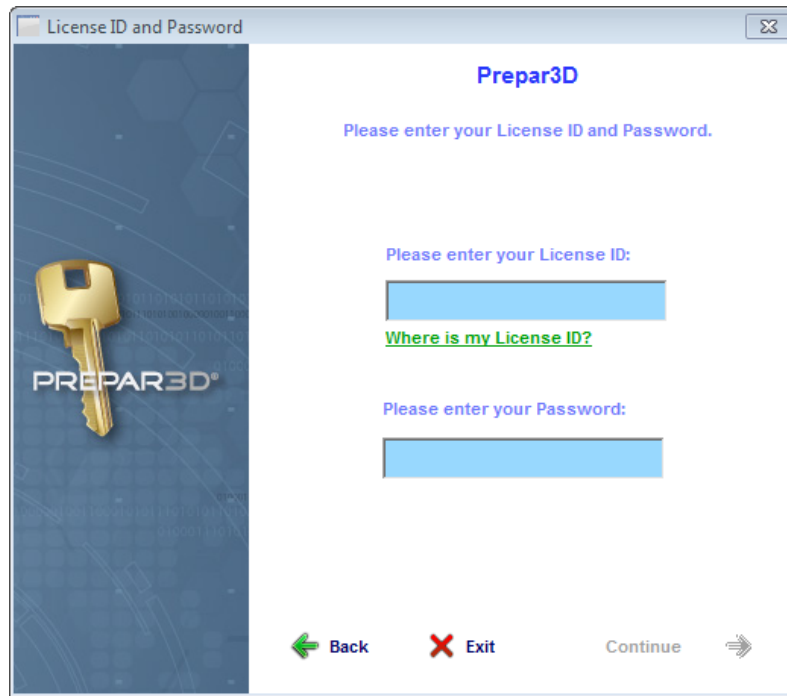 License ID and Password
Prepar3D
Please enter your License ID and Password.
Please enter your License ID:
Where is my License ID?
PREPAR3D®
Please enter your Password:
Back
Exit
Continue